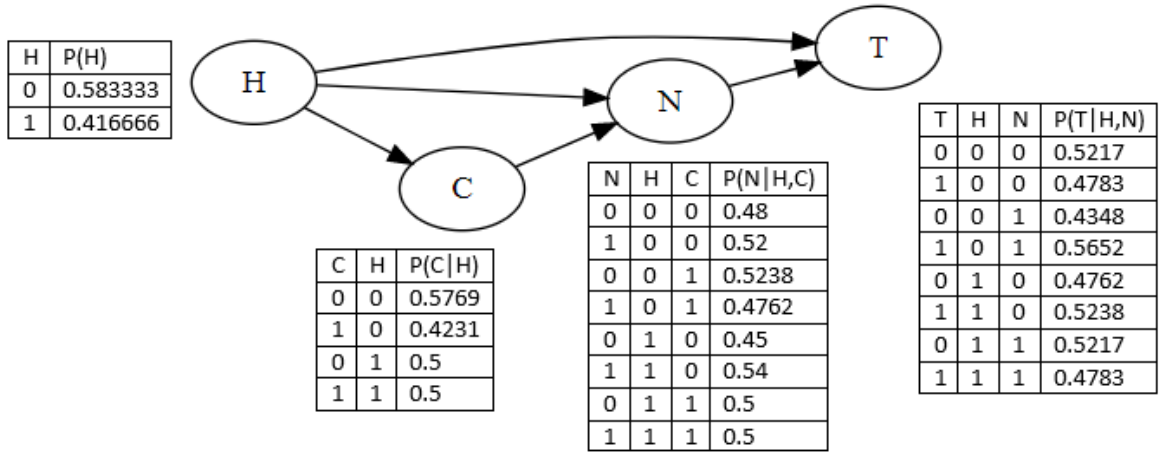 H P(H)
0 0.583333
1 0.416666
H
C
N
T
C H P(C|H)
0 0 0.5769
1 0 0.4231
0 1 0.5
1 1 0.5
N H C P(N|H,C)
0 0 0 0.48
1 0 0 0.52
0 0 1 0.5238
1 0 1 0.4762
0 1 0 0.45
1 1 0 0.54
0 1 1 0.5
1 1 1 0.5
T H N P(T|H,N)
0 0 0 0.5217
1 0 0 0.4783
0 0 1 0.4348
1 0 1 0.5652
0 1 0 0.4762
1 1 0 0.5238
0 1 1 0.5217
1 1 1 0.4783